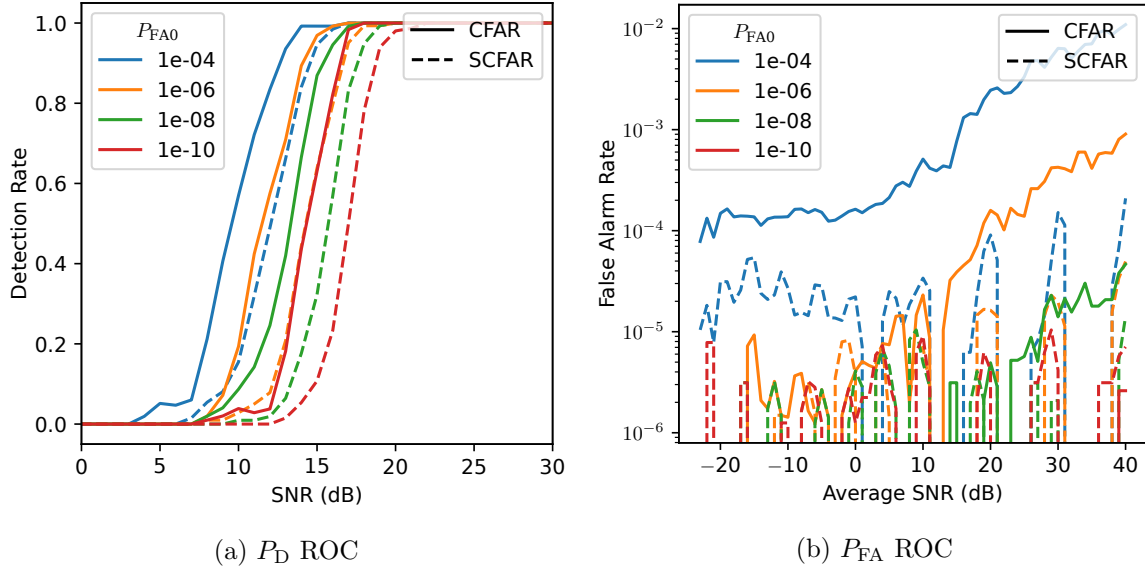 P_FA0
1e-04
1e-06
1e-08
1e-10
CFAR
SCFAR
1.0
0.8
0.6
0.4
0.2
0.0
Detection Rate
0
5
10
15
20
25
30
SNR (dB)
(a) P_D ROC
P_FA0
1e-04
1e-06
1e-08
1e-10
CFAR
SCFAR
10^−2
10^−3
10^−4
10^−5
10^−6
False Alarm Rate
−20
−10
0
10
20
30
40
Average SNR (dB)
(b) P_FA ROC